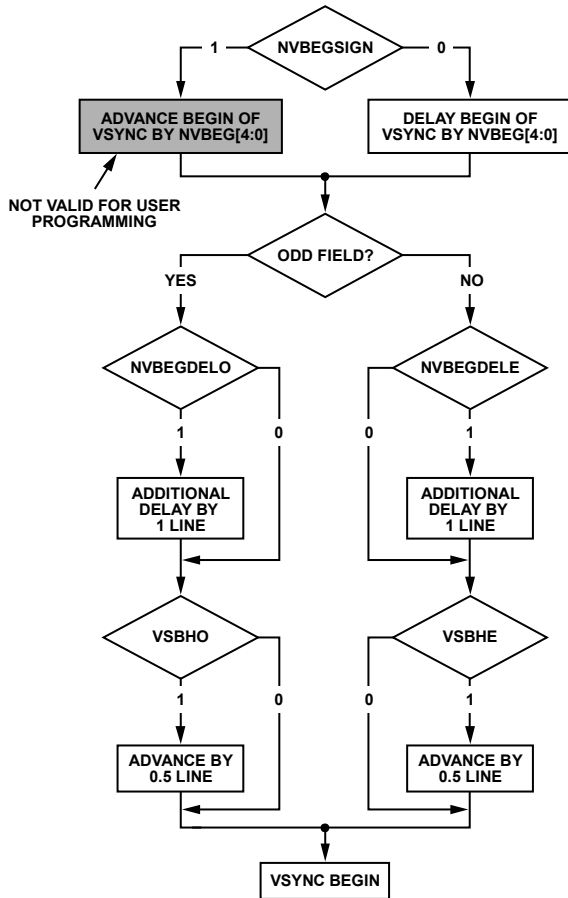 NVBEGSIGN
1
0
ADVANCE BEGIN OF
VSYNC BY NVBEG[4:0]
DELAY BEGIN OF
VSYNC BY NVBEG[4:0]
NOT VALID FOR USER
PROGRAMMING
ODD FIELD?
YES
NO
NVBEGDELO
NVBEGDELE
1
0
0
1
ADDITIONAL
DELAY BY
1 LINE
ADDITIONAL
DELAY BY
1 LINE
VSBHO
VSBHE
1
0
0
1
ADVANCE BY
0.5 LINE
ADVANCE BY
0.5 LINE
VSYNC BEGIN